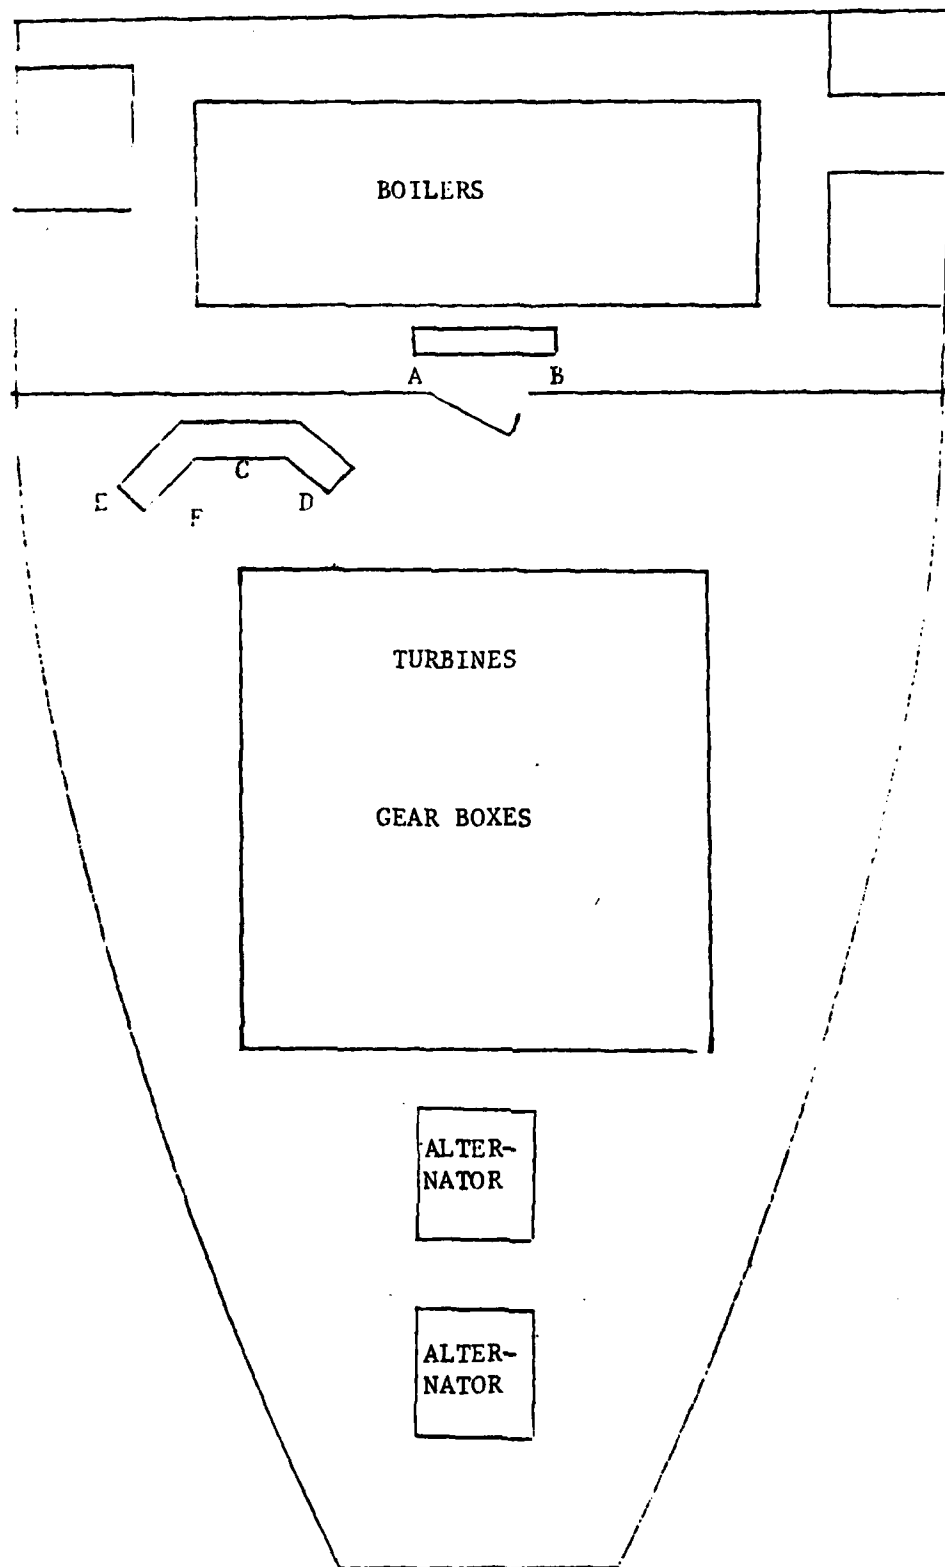 BOILERS
A
B
C
D
E
F
TURBINES
GEAR BOXES
ALTER-
NATOR
ALTER-
NATOR